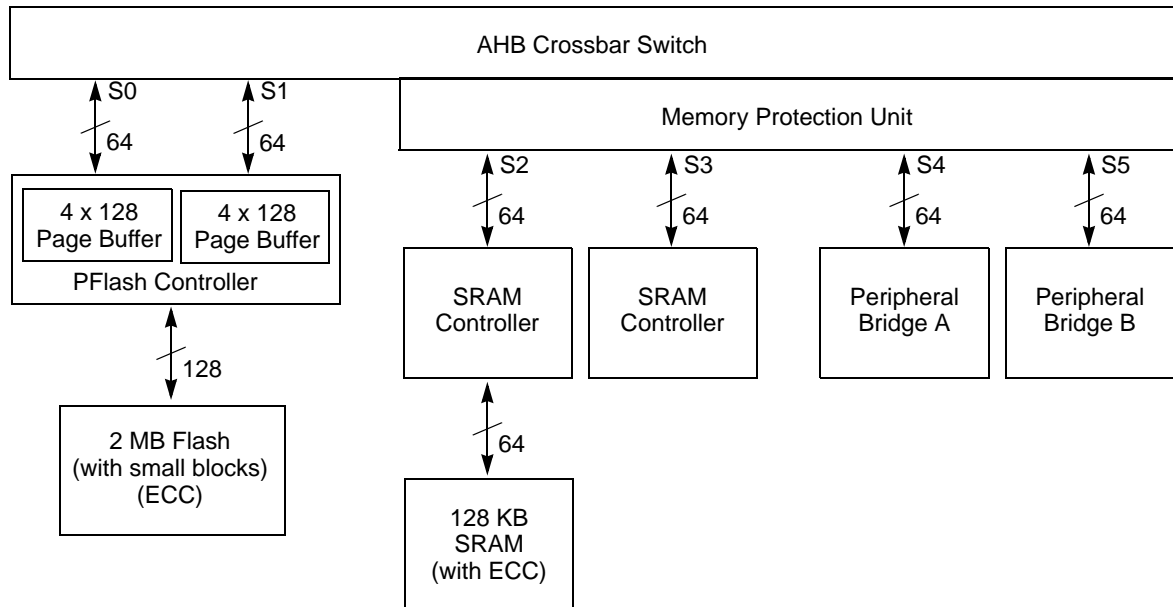 AHB Crossbar Switch
S0
S1
64
64
Memory Protection Unit
S2
S3
S4
S5
64
64
64
64
4 x 128
Page Buffer
4 x 128
Page Buffer
PFlash Controller
SRAM
Controller
SRAM
Controller
Peripheral
Bridge A
Peripheral
Bridge B
128
64
2 MB Flash
(with small blocks)
(ECC)
128 KB
SRAM
(with ECC)